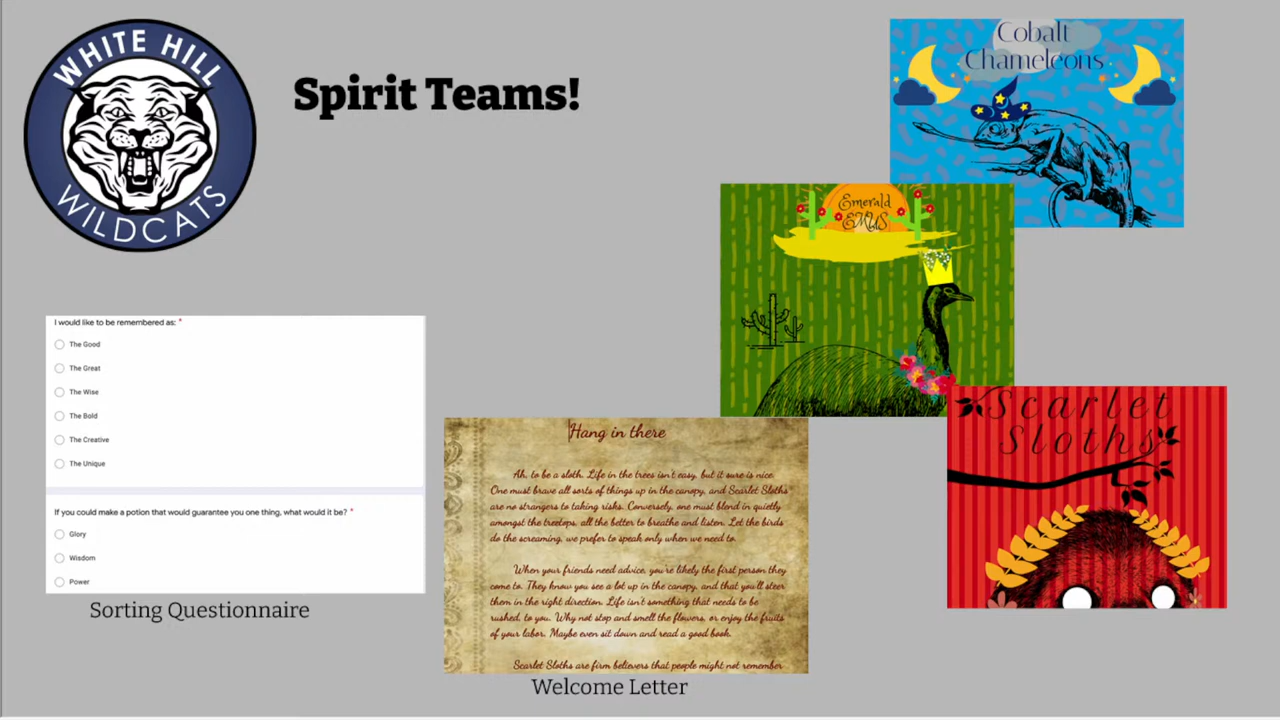 WHITE HILL
WILDCATS
Spirit Teams!
Cobalt
Chameleons
Emerald
EMUS
Scarlet
Sloths
I would like to be remembered as: *
The Good
The Great
The Wise
The Bold
The Creative
The Unique
If you could make a potion that would guarantee you one thing, what would it be? *
Glory
Wisdom
Power
Sorting Questionnaire
Hang in there
Ah, to be a sloth. Life in the trees isn't easy, but it sure is nice.
One must brave all sorts of things up in the canopy, and Scarlet Sloths
are no strangers to taking risks. Conversely, one must blend in quietly
amongst the treetops, all the better to breathe and listen. Let the birds
do the screaming, we prefer to speak only when we need to.
When your friends need advice, you're likely the first person they
come to. They know you see a lot up in the canopy, and that you'll steer
them in the right direction. Life isn't something that needs to be
rushed, to you. Why not stop and smell the flowers, or enjoy the fruits
of your labor. Maybe even sit down and read a good book.
Scarlet Sloths are firm believers that people might not remember
Welcome Letter